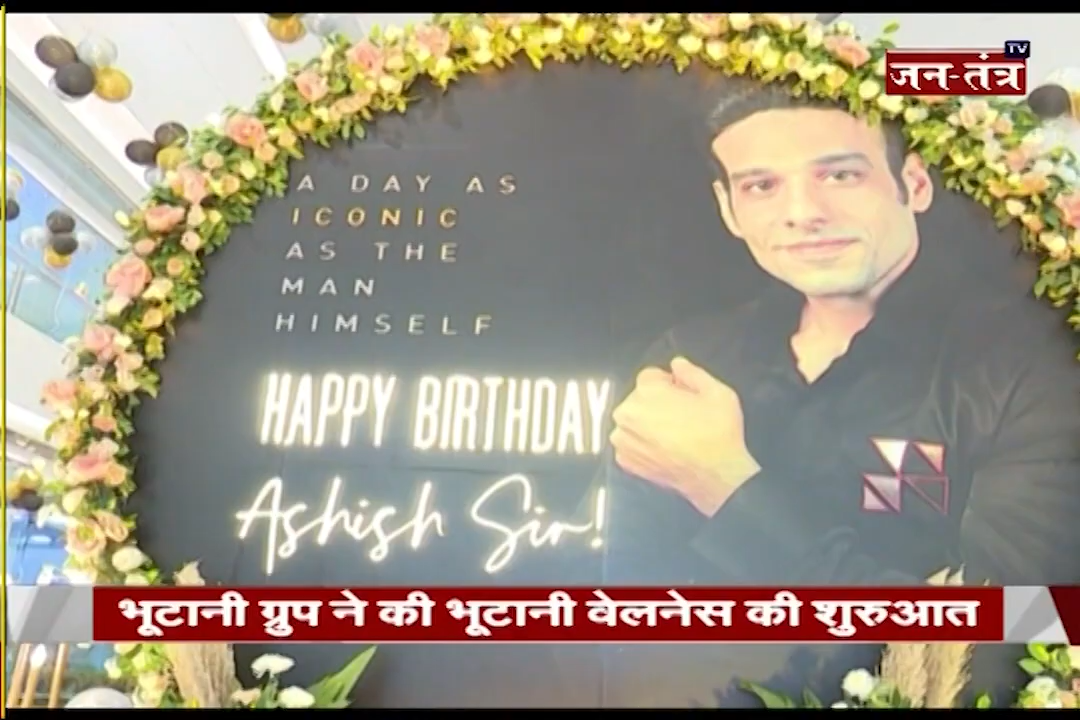 TV
जन-तंत्र
A DAY AS
ICONIC
AS THE
MAN
HIMSELF
HAPPY BIRTHDAY
Ashish Sir!
भूटानी ग्रुप ने की भूटानी वेलनेस की शुरुआत